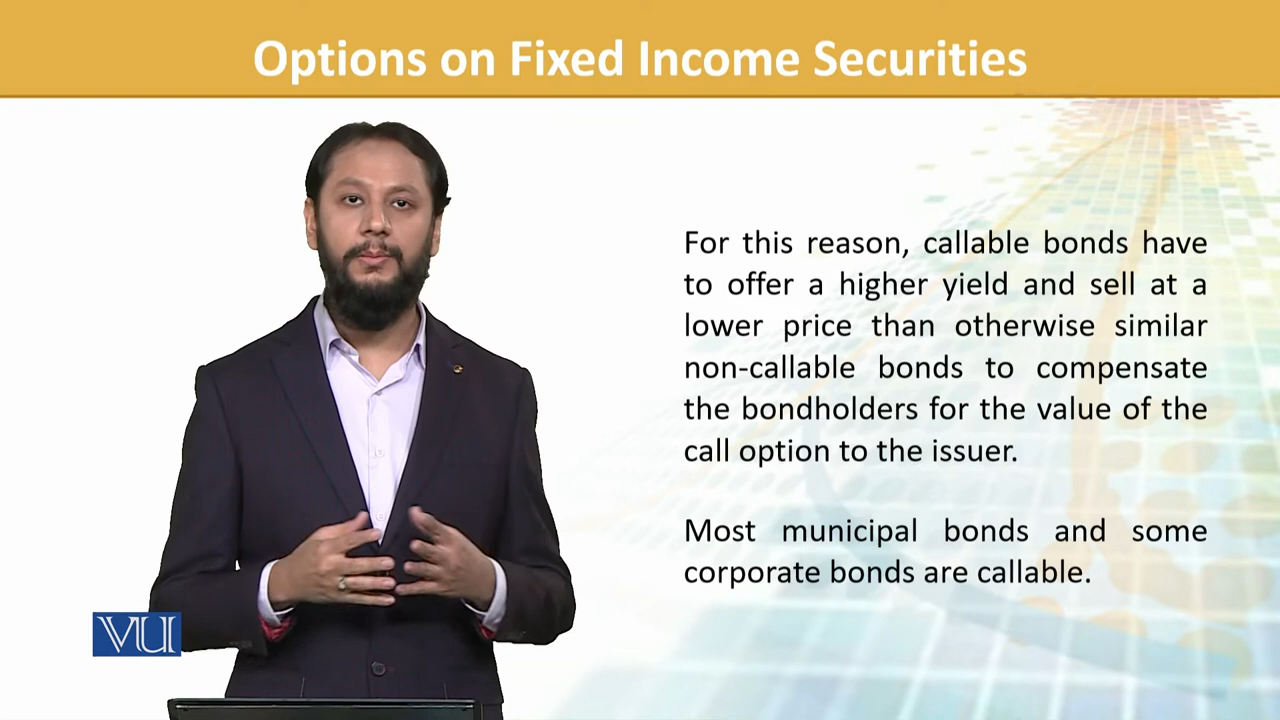 Options on Fixed Income Securities
For this reason, callable bonds have
to offer a higher yield and sell at a
lower price than otherwise similar
non-callable bonds to compensate
the bondholders for the value of the
call option to the issuer.
Most municipal bonds and some
corporate bonds are callable.
VU